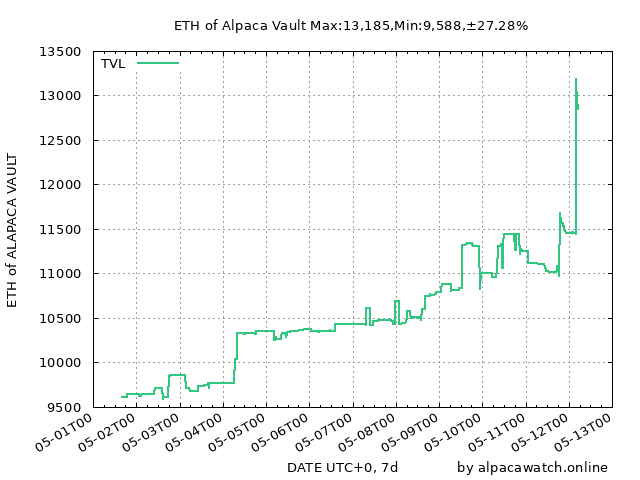 ETH of Alpaca Vault Max:13,185,Min:9,588,±27.28%
TVL
13500
13000
12500
12000
11500
11000
10500
10000
9500
ETH of ALAPACA VAULT
05-01T00
05-02T00
05-03T00
05-04T00
05-05T00
05-06T00
05-07T00
05-08T00
05-09T00
05-10T00
05-11T00
05-12T00
05-13T00
DATE UTC+0, 7d
by alpacawatch.online